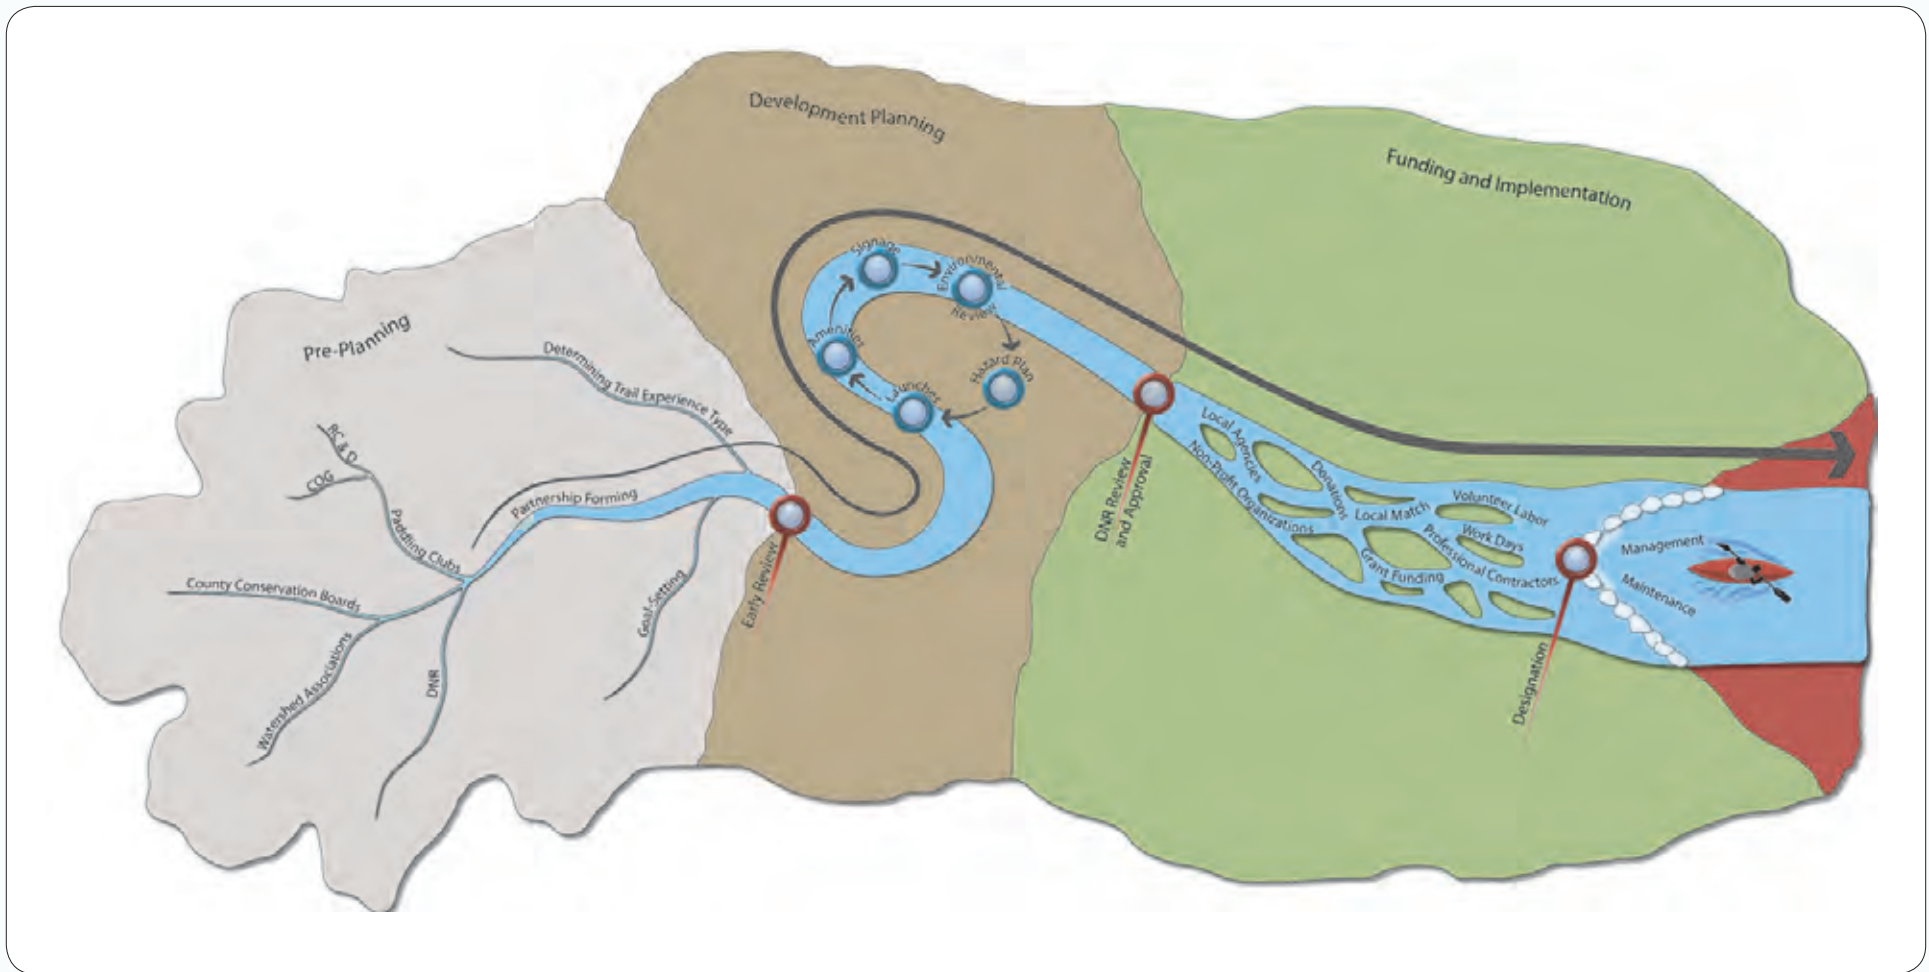 Pre-Planning
Determining Trail Experience Type
RC & D
COG
Paddling Clubs
Partnership Forming
County Conservation Boards
Watershed Associations
DNR
Goal-Setting
Early Review
Development Planning
Signage
Environmental
Review
Amenities
Launches
Hazard Plan
DNR Review
and Approval
Funding and Implementation
Local Agencies
Non-Profit Organizations
Donations
Local Match
Volunteer Labor
Work Days
Professional Contractors
Grant Funding
Designation
Management
Maintenance